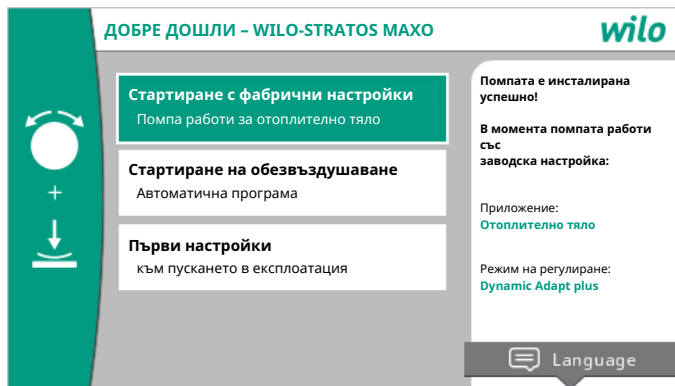 ДОБРЕ ДОШЛИ – WILO-STRATOS MAXO
wilo
Стартиране с фабрични настройки
Помпа работи за отоплително тяло
Стартиране на обезвъздушаване
Автоматична програма
Първи настройки
към пускането в експлоатация
+
Помпата е инсталирана
успешно!
В момента помпата работи
със
заводска настройка:
Приложение:
Отоплително тяло
Режим на регулиране:
Dynamic Adapt plus
Language